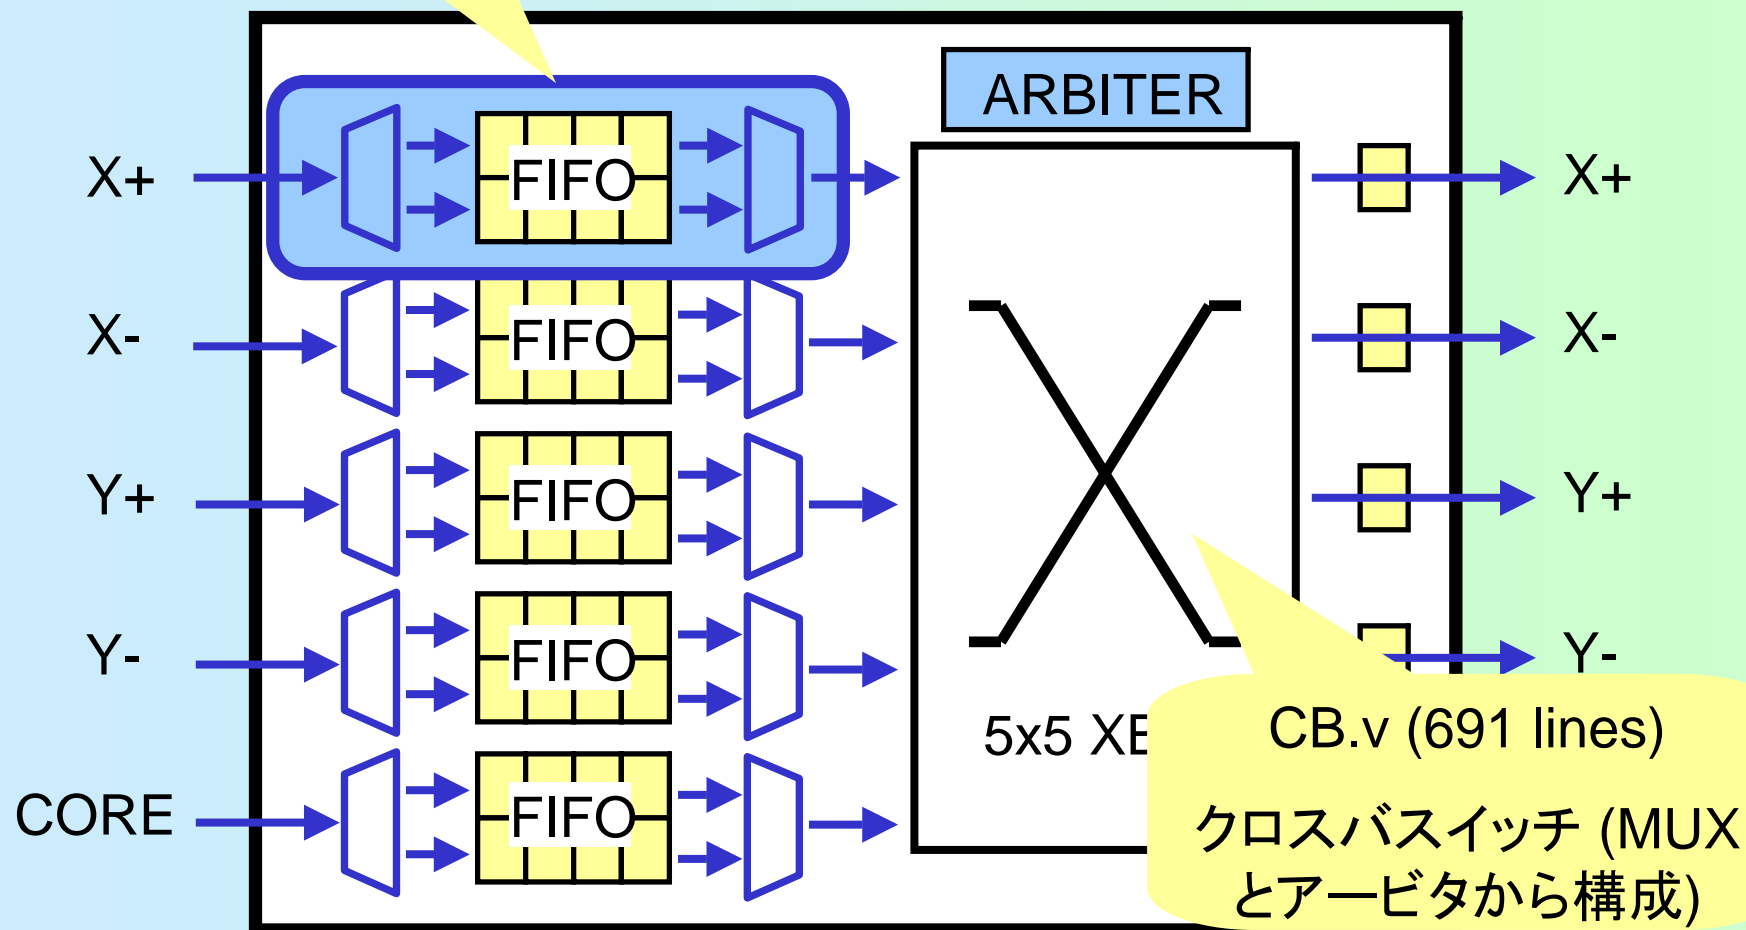 ARBITER
X+
FIFO
X+
X-
FIFO
X-
Y+
FIFO
Y+
Y-
FIFO
Y-
5x5
CB.v (691 lines)
CORE
FIFO
クロスバスイッチ (MUX
とアービタから構成)